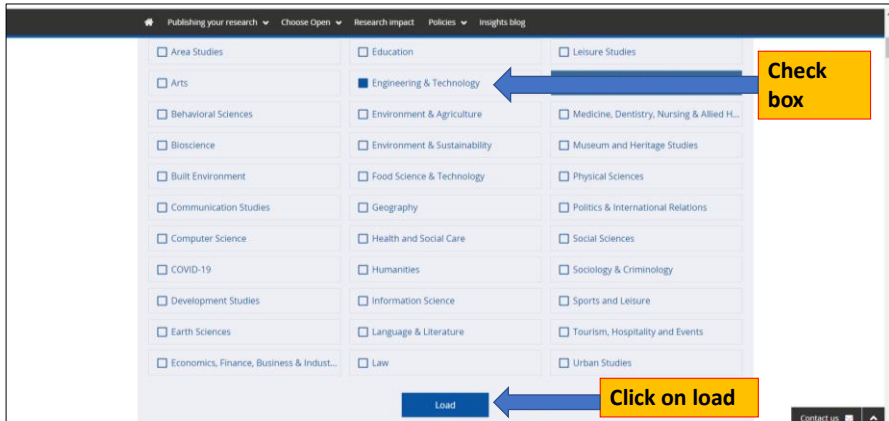 Publishing your research Choose Open Research impact Policies Insights blog
Area Studies Education Leisure Studies
Arts Engineering & Technology
Check
box
Behavioral Sciences Environment & Agriculture Medicine, Dentistry, Nursing & Allied H...
Bioscience Environment & Sustainability Museum and Heritage Studies
Built Environment Food Science & Technology Physical Sciences
Communication Studies Geography Politics & International Relations
Computer Science Health and Social Care Social Sciences
COVID-19 Humanities Sociology & Criminology
Development Studies Information Science Sports and Leisure
Earth Sciences Language & Literature Tourism, Hospitality and Events
Economics, Finance, Business & Indust... Law Urban Studies
Load
Click on load
Contact us